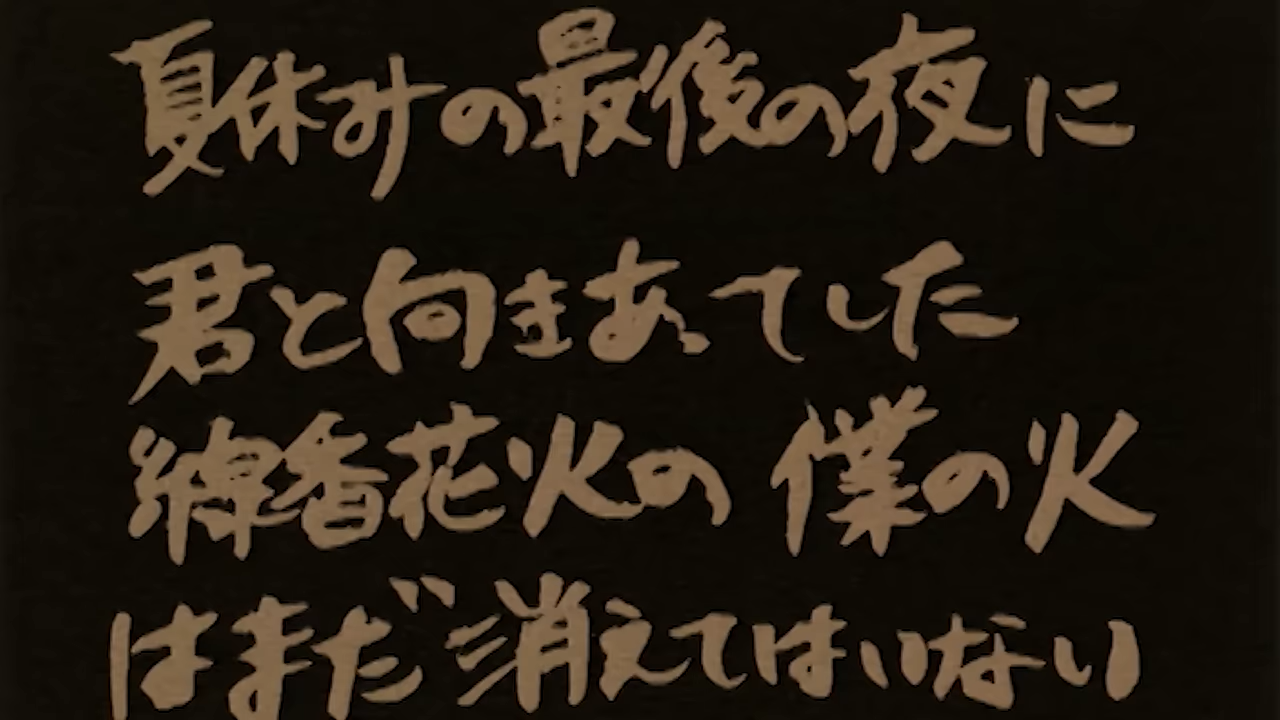 夏休みの最後の夜に
君と向きあってした
線香花火の 僕の火
はまだ 消えてはいない